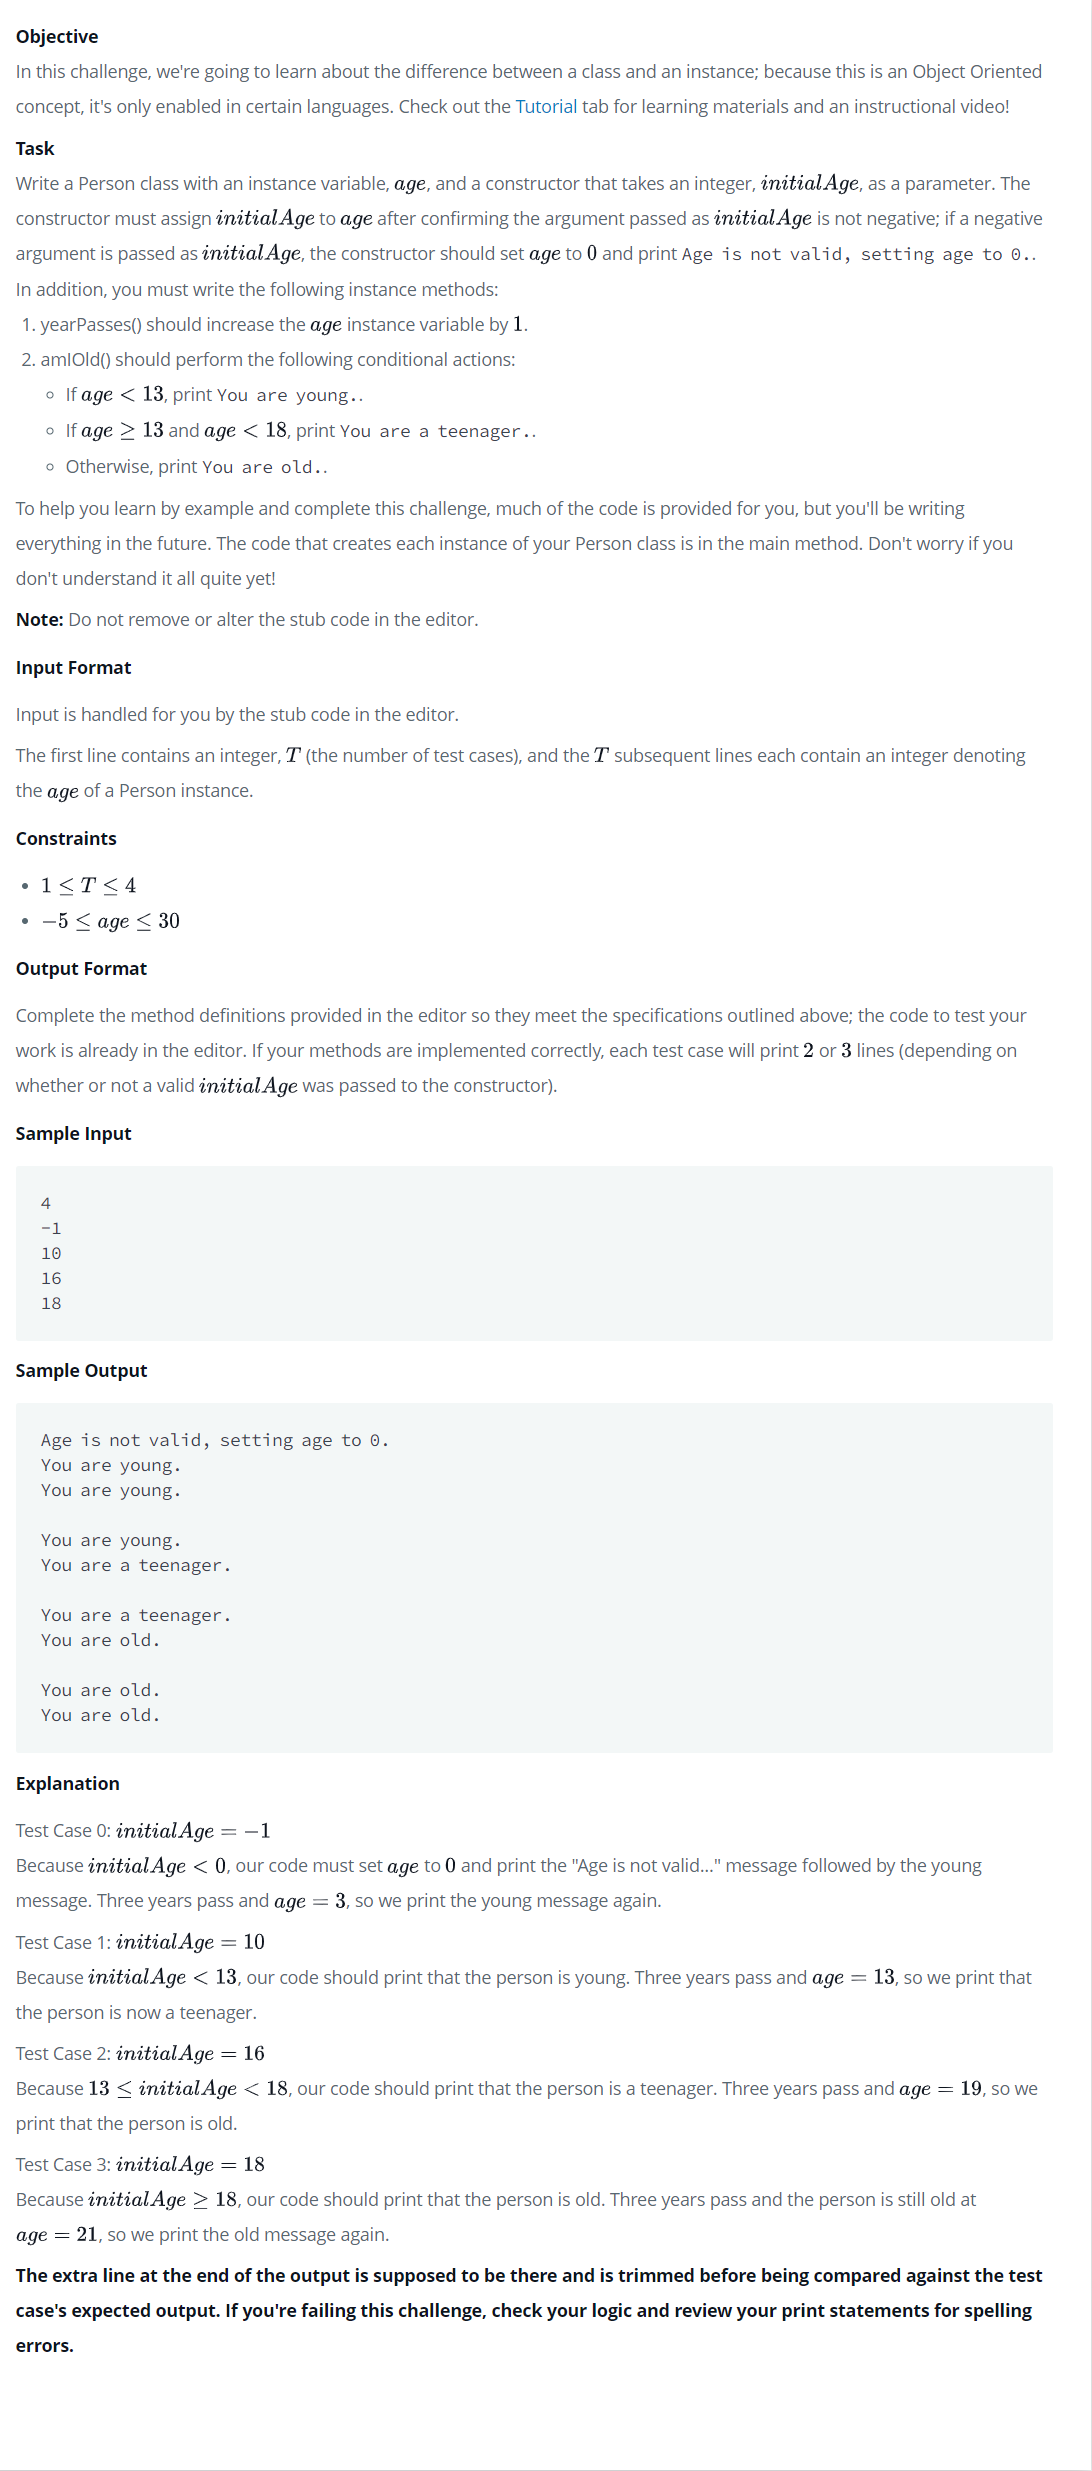 Objective
In this challenge, we're going to learn about the difference between a class and an instance; because this is an Object Oriented
concept, it's only enabled in certain languages. Check out the Tutorial tab for learning materials and an instructional video!
Task
Write a Person class with an instance variable, age, and a constructor that takes an integer, initialAge, as a parameter. The
constructor must assign initialAge to age after confirming the argument passed as initialAge is not negative; if a negative
argument is passed as initialAge, the constructor should set age to 0 and print Age is not valid, setting age to 0..
In addition, you must write the following instance methods:
1. yearPasses() should increase the age instance variable by 1.
2. amIOld() should perform the following conditional actions:
○ If age < 13, print You are young..
○ If age ≥ 13 and age < 18, print You are a teenager..
○ Otherwise, print You are old..
To help you learn by example and complete this challenge, much of the code is provided for you, but you'll be writing
everything in the future. The code that creates each instance of your Person class is in the main method. Don't worry if you
don't understand it all quite yet!
Note: Do not remove or alter the stub code in the editor.
Input Format
Input is handled for you by the stub code in the editor.
The first line contains an integer, T (the number of test cases), and the T subsequent lines each contain an integer denoting
the age of a Person instance.
Constraints
• 1 ≤ T ≤ 4
• −5 ≤ age ≤ 30
Output Format
Complete the method definitions provided in the editor so they meet the specifications outlined above; the code to test your
work is already in the editor. If your methods are implemented correctly, each test case will print 2 or 3 lines (depending on
whether or not a valid initialAge was passed to the constructor).
Sample Input
4
-1
10
16
18
Sample Output
Age is not valid, setting age to 0.
You are young.
You are young.
You are young.
You are a teenager.
You are a teenager.
You are old.
You are old.
You are old.
Explanation
Test Case 0: initialAge = −1
Because initialAge < 0, our code must set age to 0 and print the "Age is not valid..." message followed by the young
message. Three years pass and age = 3, so we print the young message again.
Test Case 1: initialAge = 10
Because initialAge < 13, our code should print that the person is young. Three years pass and age = 13, so we print that
the person is now a teenager.
Test Case 2: initialAge = 16
Because 13 ≤ initialAge < 18, our code should print that the person is a teenager. Three years pass and age = 19, so we
print that the person is old.
Test Case 3: initialAge = 18
Because initialAge ≥ 18, our code should print that the person is old. Three years pass and the person is still old at
age = 21, so we print the old message again.
The extra line at the end of the output is supposed to be there and is trimmed before being compared against the test
case's expected output. If you're failing this challenge, check your logic and review your print statements for spelling
errors.